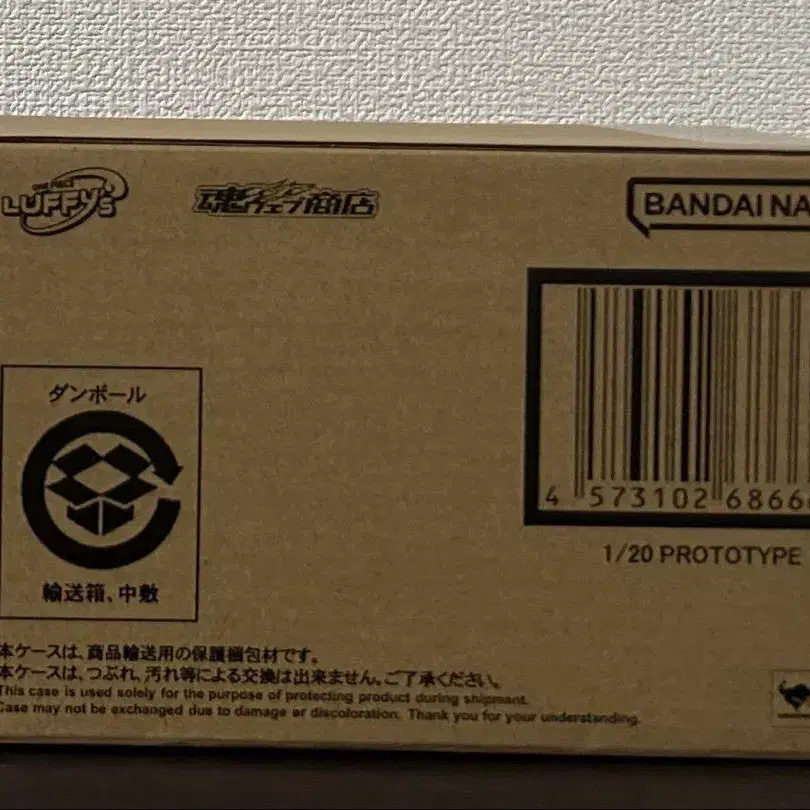 ONE PIECE
LUFFY's
魂ウェブ商店
BANDAI NA
ダンボール
輸送箱、中敷
4 573102 6866
1/20 PROTOTYPE
本ケースは、商品輸送用の保護梱包材です。
本ケースは、つぶれ、汚れ等による交換は出来ません。ご了承ください。
This case is used solely for the purpose of protecting product during shipment.
Case may not be exchanged due to damage or discoloration. Thank you for your understanding.